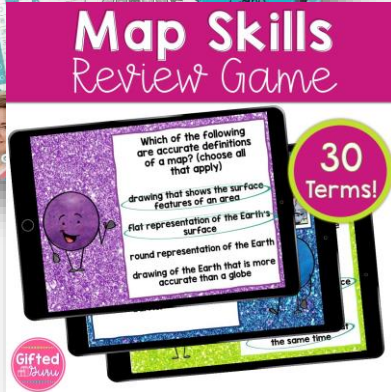 Map Skills
Review Game
Which of the following
are accurate definitions
of a map? (choose all
that apply)
drawing that shows the surface
features of an area
flat representation of the Earth's
surface
round representation of the Earth
drawing of the Earth that is more
accurate than a globe
30
Terms!
the same time
Gifted
Guru